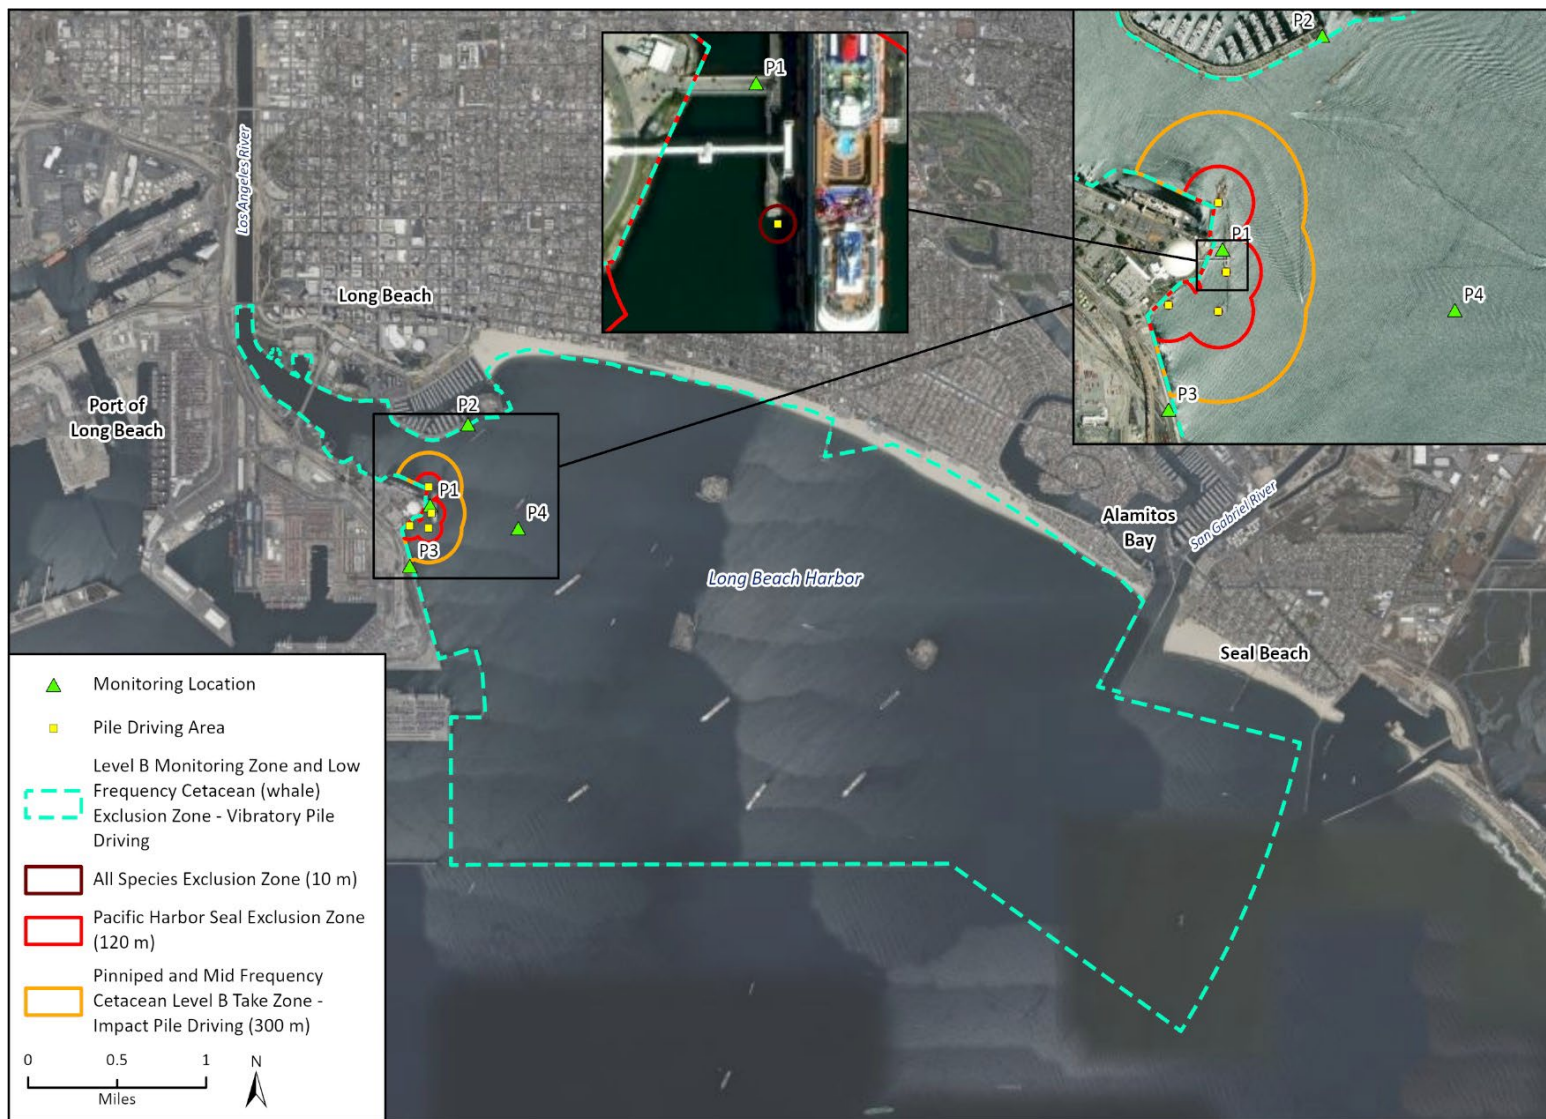 P1
P2
P1
P4
P3
Los Angeles River
Long Beach
Port of
Long Beach
P2
P1
P4
P3
Long Beach Harbor
Alamitos
Bay
San Gabriel River
Seal Beach
Monitoring Location
Pile Driving Area
Level B Monitoring Zone and Low
Frequency Cetacean (whale)
Exclusion Zone - Vibratory Pile
Driving
All Species Exclusion Zone (10 m)
Pacific Harbor Seal Exclusion Zone
(120 m)
Pinniped and Mid Frequency
Cetacean Level B Take Zone -
Impact Pile Driving (300 m)
0 0.5 1
Miles
N